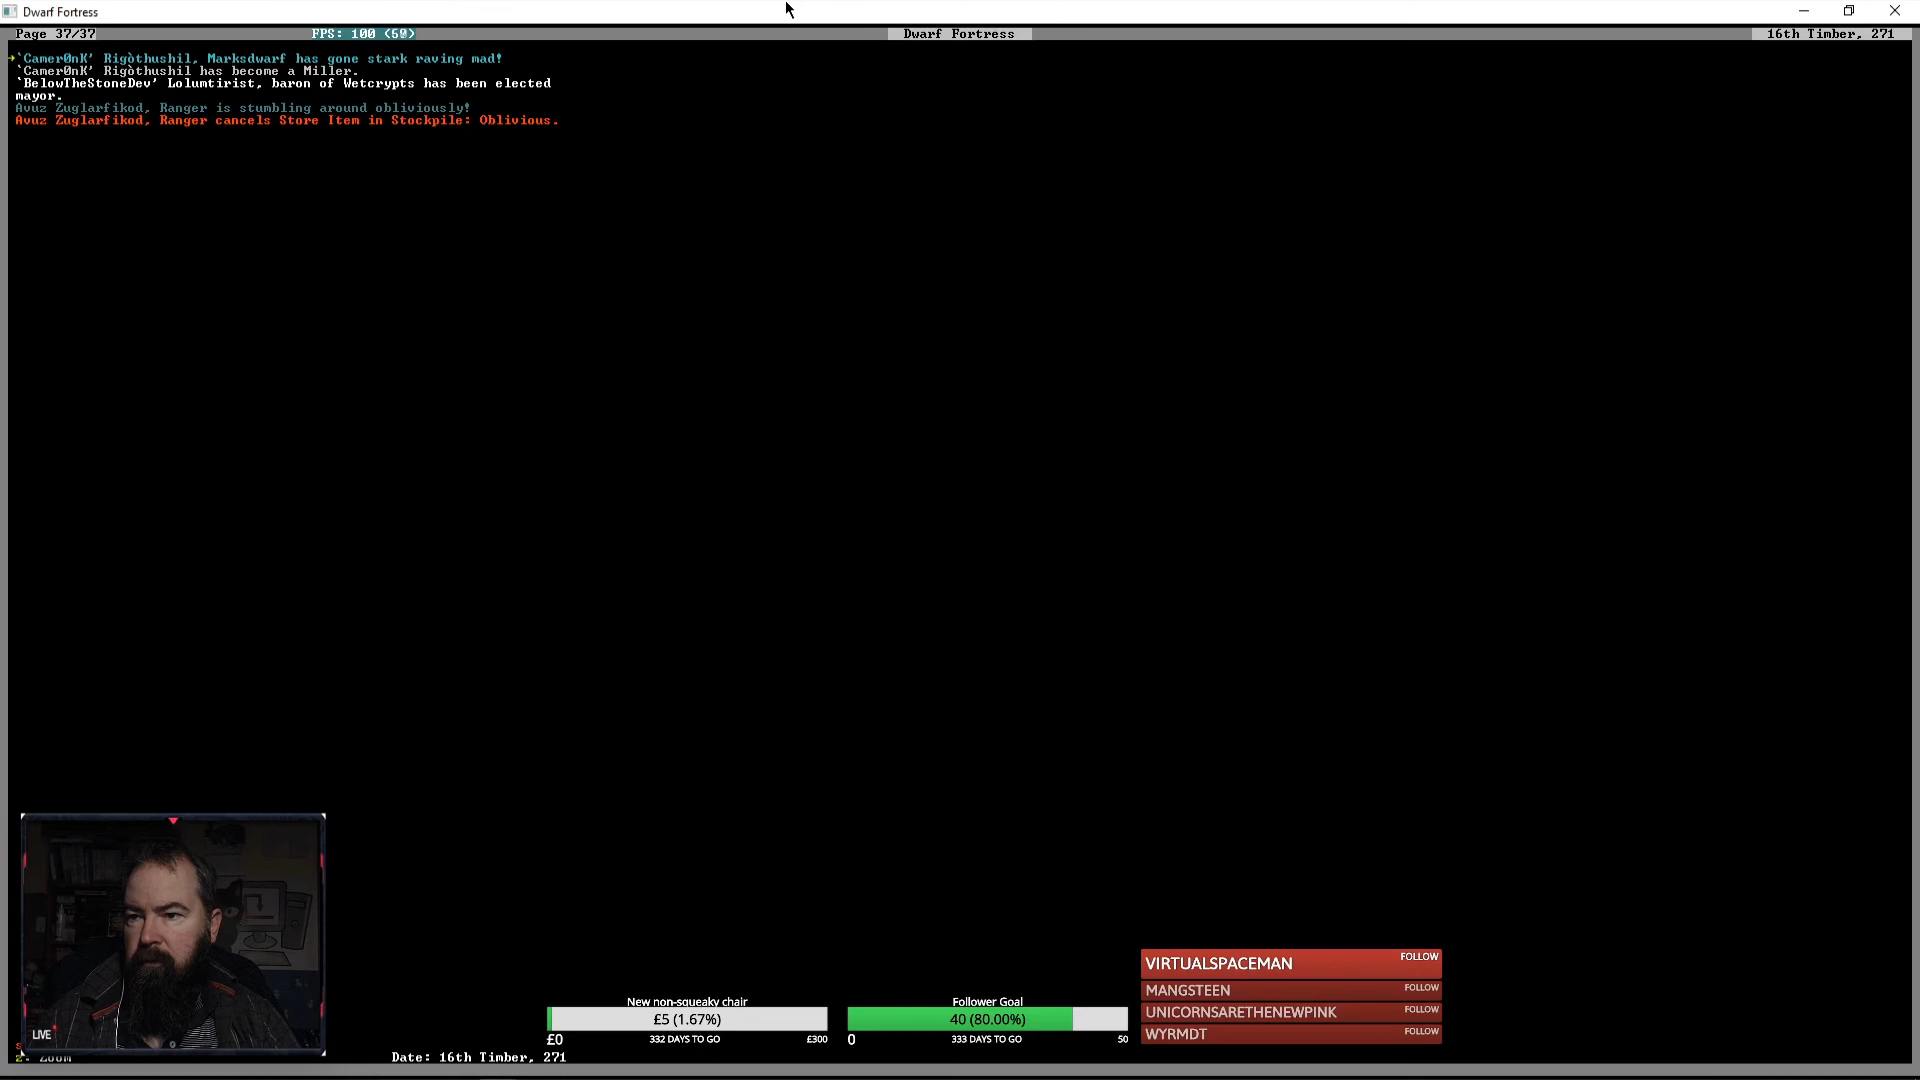 Dwarf Fortress
Page 37/37
FPS: 100 (50)
Dwarf Fortress
16th Timber, 271
`Camer0nK' Rigòthushil, Marksdwarf has gone stark raving mad!
`Camer0nK' Rigòthushil has become a Miller.
`BelowTheStoneDev' Lolumtirist, baron of Wetcrypts has been elected
mayor.
Avuz Zuglarfikod, Ranger is stumbling around obliviously!
Avuz Zuglarfikod, Ranger cancels Store Item in Stockpile: Oblivious.
LIVE
z: Zoom
Date: 16th Timber, 271
New non-squeaky chair
£5 (1.67%)
£0
332 DAYS TO GO
£300
Follower Goal
40 (80.00%)
0
333 DAYS TO GO
50
VIRTUALSPACEMAN FOLLOW
MANGSTEEN FOLLOW
UNICORNSARETHENEWPINK FOLLOW
WYRMDT FOLLOW